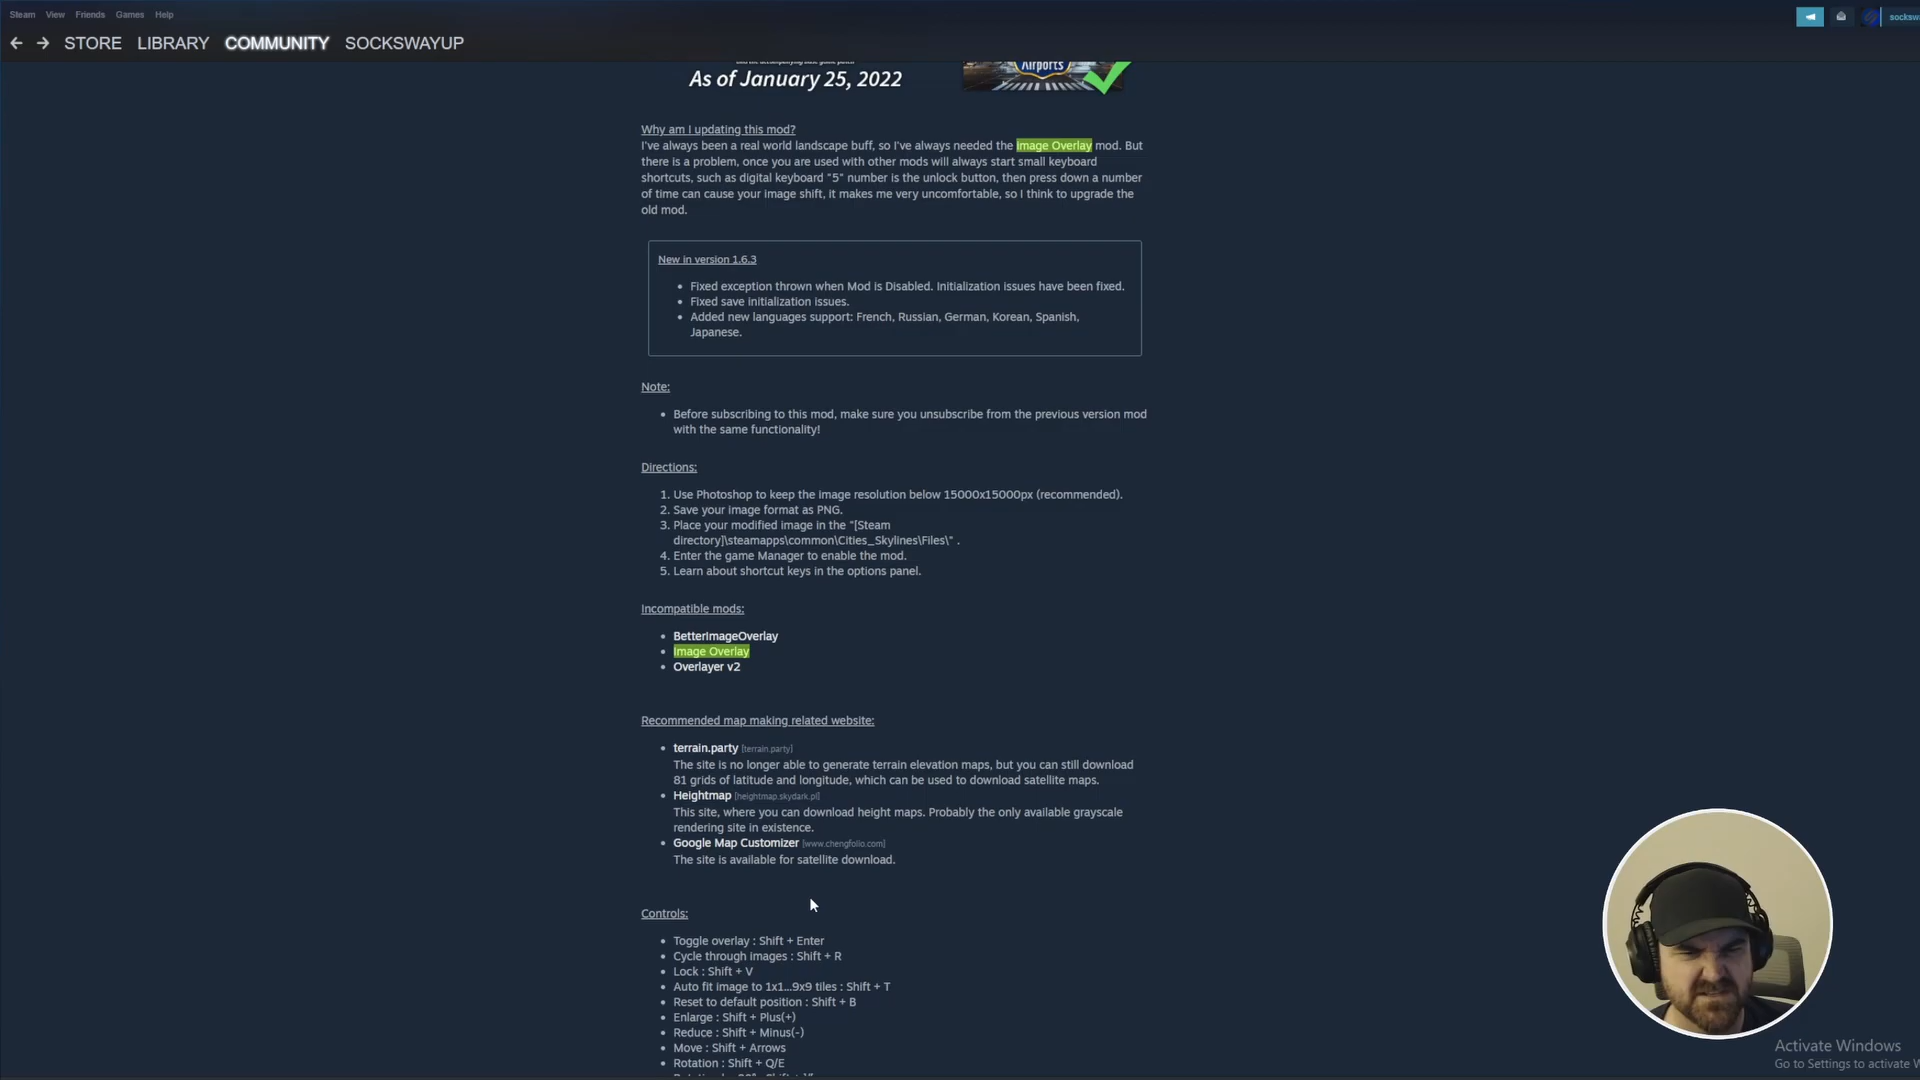 Steam View Friends Games Help
STORE LIBRARY COMMUNITY SOCKSWAYUP
Airports
As of January 25, 2022
Why am I updating this mod?
I've always been a real world landscape buff, so I've always needed the Image Overlay mod. But
there is a problem, once you are used with other mods will always start small keyboard
shortcuts, such as digital keyboard "5" number is the unlock button, then press down a number
of time can cause your image shift, it makes me very uncomfortable, so I think to upgrade the
old mod.
New in version 1.6.3
• Fixed exception thrown when Mod is Disabled. Initialization issues have been fixed.
• Fixed save initialization issues.
• Added new languages support: French, Russian, German, Korean, Spanish,
Japanese.
Note:
• Before subscribing to this mod, make sure you unsubscribe from the previous version mod
with the same functionality!
Directions:
1. Use Photoshop to keep the image resolution below 15000x15000px (recommended).
2. Save your image format as PNG.
3. Place your modified image in the "[Steam
directory]\steamapps\common\Cities_Skylines\Files\" .
4. Enter the game Manager to enable the mod.
5. Learn about shortcut keys in the options panel.
Incompatible mods:
• BetterImageOverlay
• Image Overlay
• Overlayer v2
Recommended map making related website:
• terrain.party [terrain.party]
The site is no longer able to generate terrain elevation maps, but you can still download
81 grids of latitude and longitude, which can be used to download satellite maps.
• Heightmap [heightmap.skydark.pl]
This site, where you can download height maps. Probably the only available grayscale
rendering site in existence.
• Google Map Customizer [www.chengfolio.com]
The site is available for satellite download.
Controls:
• Toggle overlay : Shift + Enter
• Cycle through images : Shift + R
• Lock : Shift + V
• Auto fit image to 1x1...9x9 tiles : Shift + T
• Reset to default position : Shift + B
• Enlarge : Shift + Plus(+)
• Reduce : Shift + Minus(-)
• Move : Shift + Arrows
• Rotation : Shift + Q/E
Activate Windows
Go to Settings to activate W